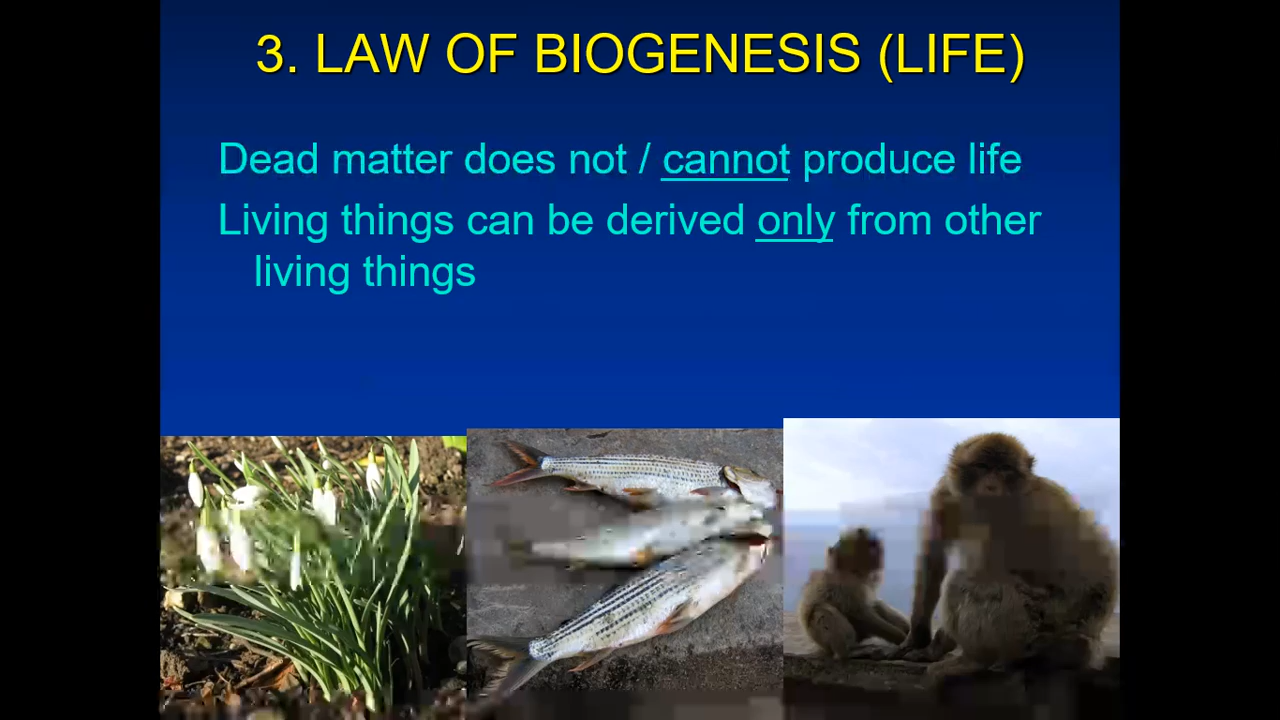 3. LAW OF BIOGENESIS (LIFE)
Dead matter does not / cannot produce life
Living things can be derived only from other
living things